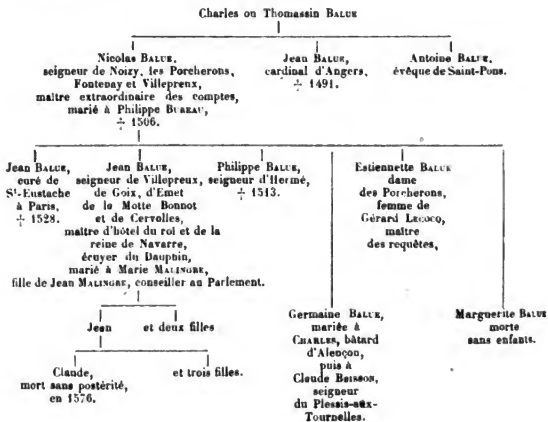 Charles ou Thomassin BALUE
Nicolas BALUE,
seigneur de Noizy, les Porcherons,
Fontenay et Villepreux,
maître extraordinaire des comptes,
marié à Philippe BUREAU,
┼ 1506.
Jean BALUE,
cardinal d'Angers,
┼ 1491.
Antoine BALUE,
évêque de Saint-Pons.
Jean BALUE,
curé de
St-Eustache
à Paris,
┼ 1528.
Jean BALUE,
seigneur de Villepreux,
de Goix, d'Emet
de la Motte Bonnot
et de Cervolles,
maître d'hôtel du roi et de la
reine de Navarre,
écuyer du Dauphin,
marié à Marie MALINGRE,
fille de Jean MALINGRE, conseiller au Parlement.
Philippe BALUE,
seigneur d'Hermé,
┼ 1513.
Estiennette BALUE
dame
des Porcherons,
femme de
Gérard LECOCQ,
maître
des requêtes,
Jean
et deux filles
Germaine BALUE,
mariée à
CHARLES, bâtard
d'Alençon,
puis à
Claude BRISSON,
seigneur
du Plessis-aux-
Tournelles.
Marguerite BALUE
morte
sans enfants.
Claude,
mort sans postérité,
en 1576.
et trois filles.